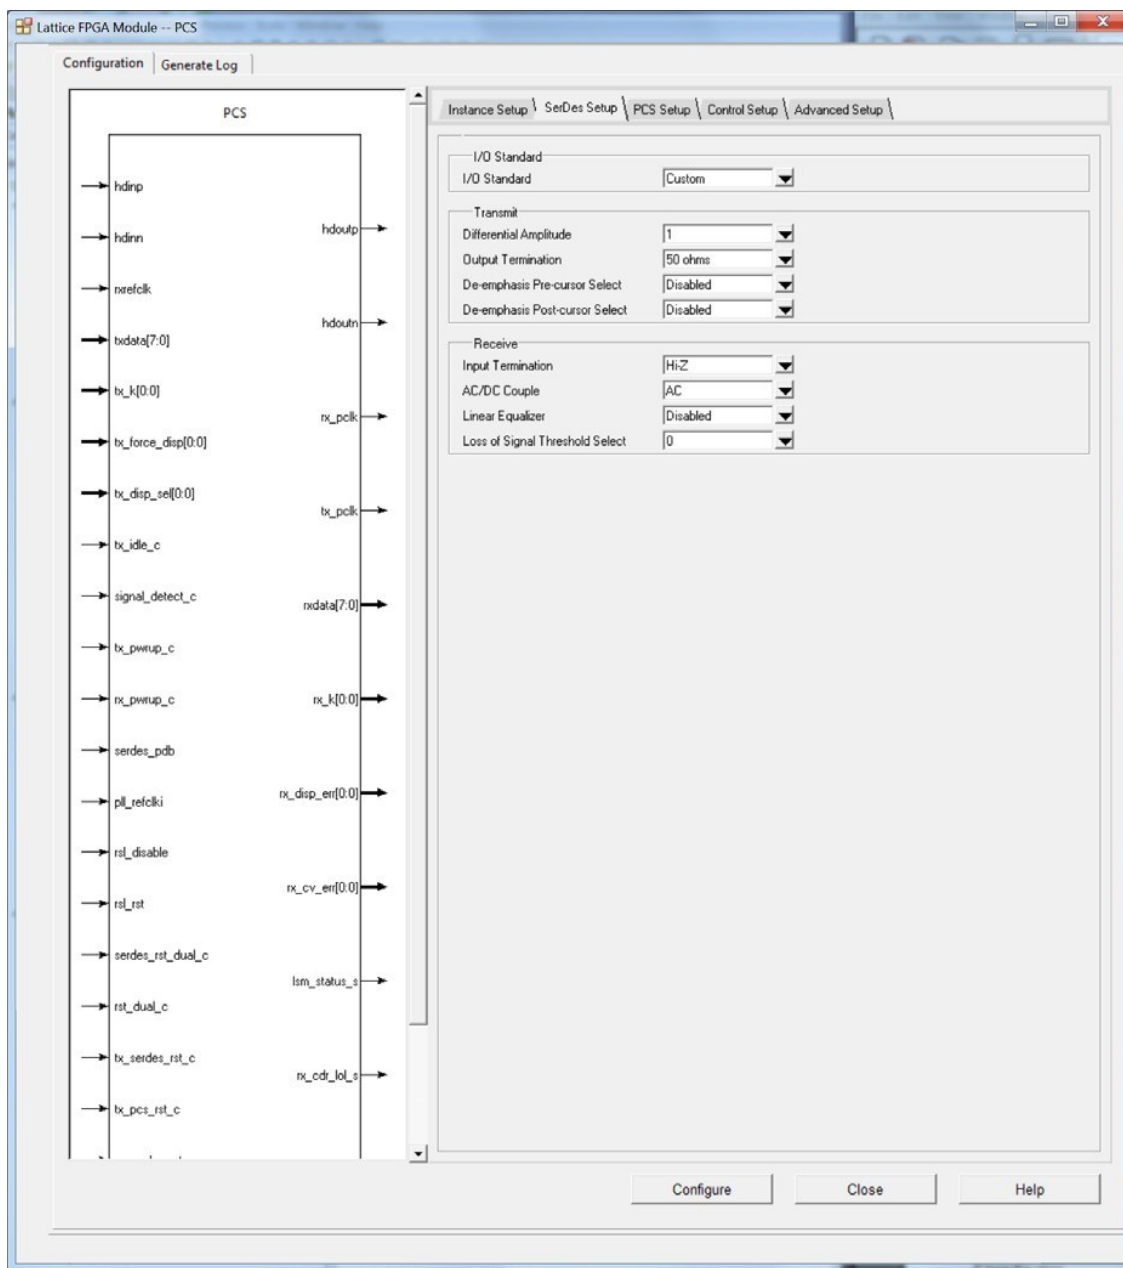 Lattice FPGA Module -- PCS
Configuration
Generate Log
PCS
hdinp
hdinn
rxrefclk
txdata[7:0]
tx_k[0:0]
tx_force_disp[0:0]
tx_disp_sel[0:0]
tx_idle_c
signal_detect_c
tx_pwrup_c
rx_pwrup_c
serdes_pdb
pll_refclki
rsl_disable
rsl_rst
serdes_rst_dual_c
rst_dual_c
tx_serdes_rst_c
tx_pcs_rst_c
hdoutp
hdoutn
rx_pclk
tx_pclk
rxdata[7:0]
rx_k[0:0]
rx_disp_err[0:0]
rx_cv_err[0:0]
lsm_status_s
rx_cdr_lol_s
Instance Setup
SerDes Setup
PCS Setup
Control Setup
Advanced Setup
I/O Standard
I/O Standard Custom
Transmit
Differential Amplitude 1
Output Termination 50 ohms
De-emphasis Pre-cursor Select Disabled
De-emphasis Post-cursor Select Disabled
Receive
Input Termination Hi-Z
AC/DC Couple AC
Linear Equalizer Disabled
Loss of Signal Threshold Select 0
Configure
Close
Help